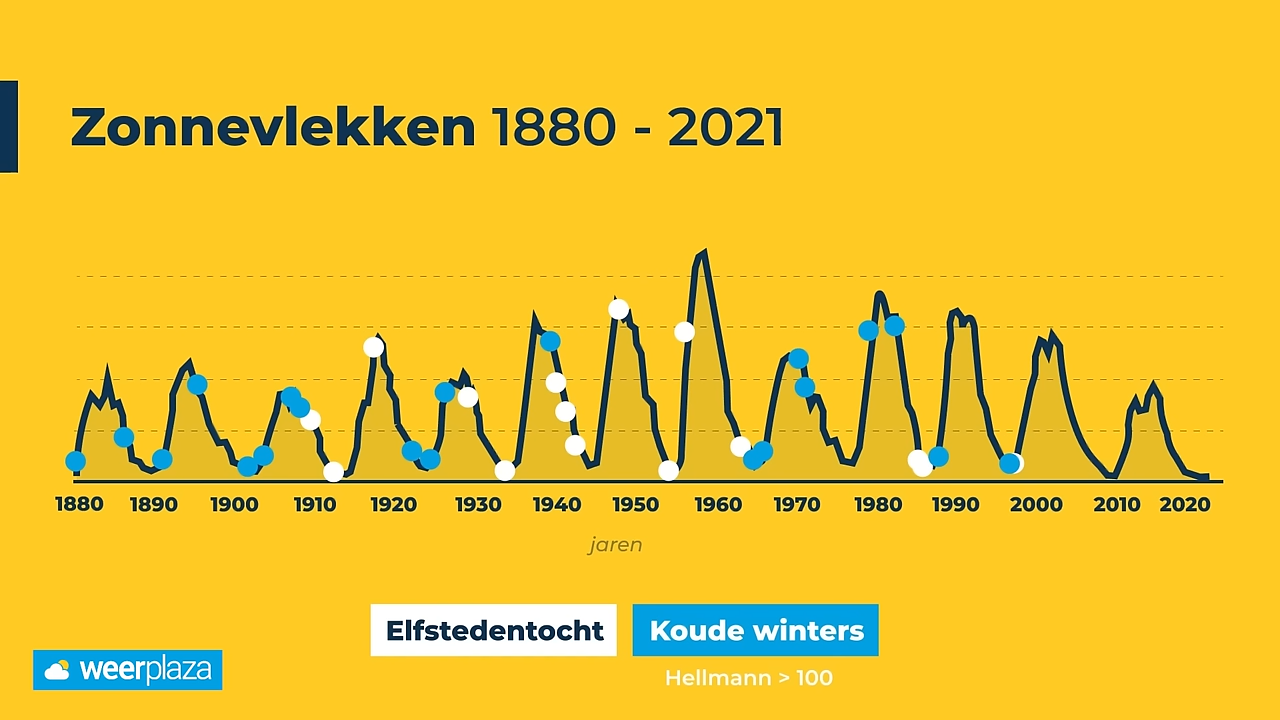 Zonnevlekken 1880 - 2021
1880 1890 1900 1910 1920 1930 1940 1950 1960 1970 1980 1990 2000 2010 2020
jaren
Elfstedentocht Koude winters
Hellmann > 100
weerplaza